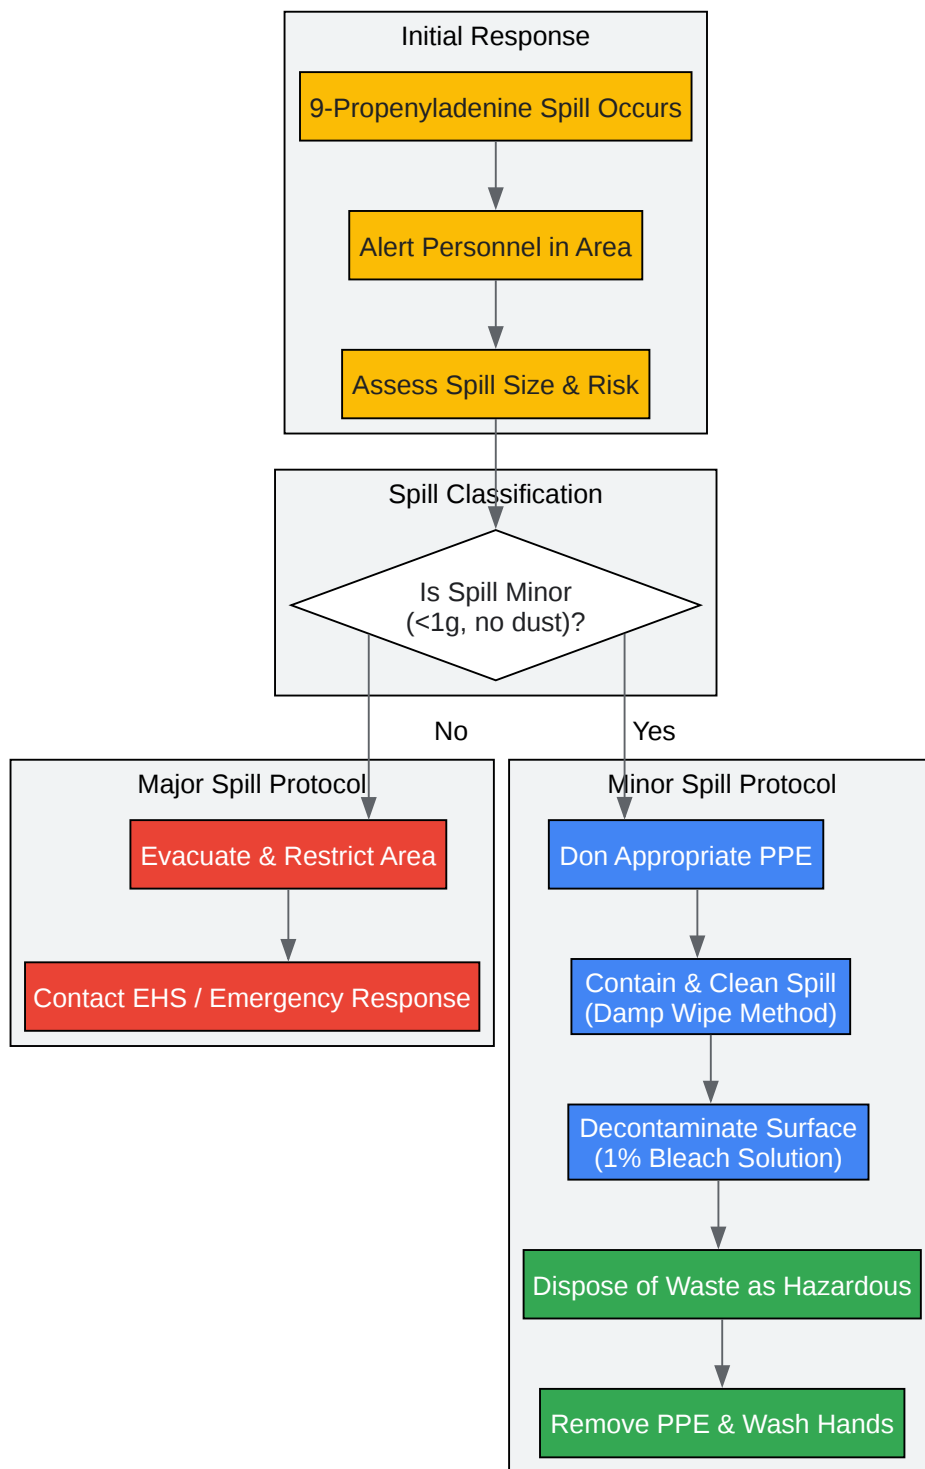 Initial Response
9-Propenyladenine Spill Occurs
Alert Personnel in Area
Assess Spill Size & Risk
Spill Classification
Is Spill Minor
(<1g, no dust)?
No
Yes
Major Spill Protocol
Evacuate & Restrict Area
Contact EHS / Emergency Response
Minor Spill Protocol
Don Appropriate PPE
Contain & Clean Spill
(Damp Wipe Method)
Decontaminate Surface
(1% Bleach Solution)
Dispose of Waste as Hazardous
Remove PPE & Wash Hands